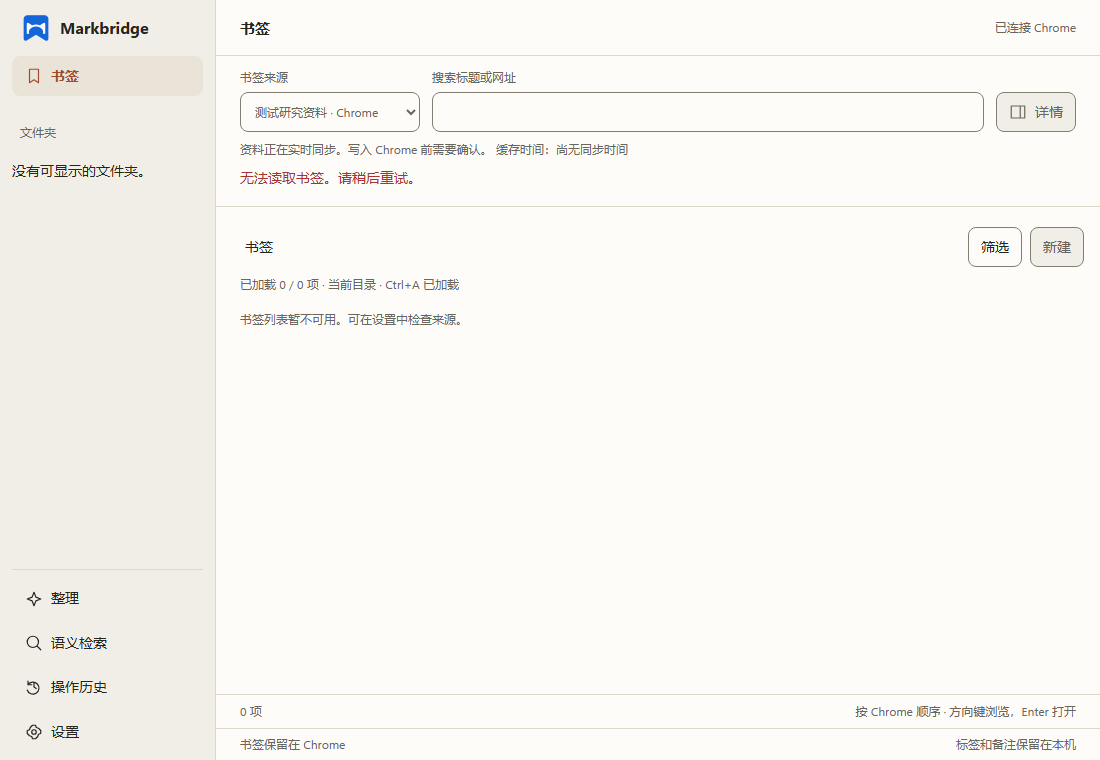 Markbridge
书签
文件夹
没有可显示的文件夹。
整理
语义检索
操作历史
设置
书签
已连接 Chrome
书签来源
搜索标题或网址
测试研究资料 · Chrome
详情
资料正在实时同步。写入 Chrome 前需要确认。 缓存时间：尚无同步时间
无法读取书签。请稍后重试。
书签
筛选
新建
已加载 0 / 0 项 · 当前目录 · Ctrl+A 已加载
书签列表暂不可用。可在设置中检查来源。
0 项
按 Chrome 顺序 · 方向键浏览，Enter 打开
书签保留在 Chrome
标签和备注保留在本机